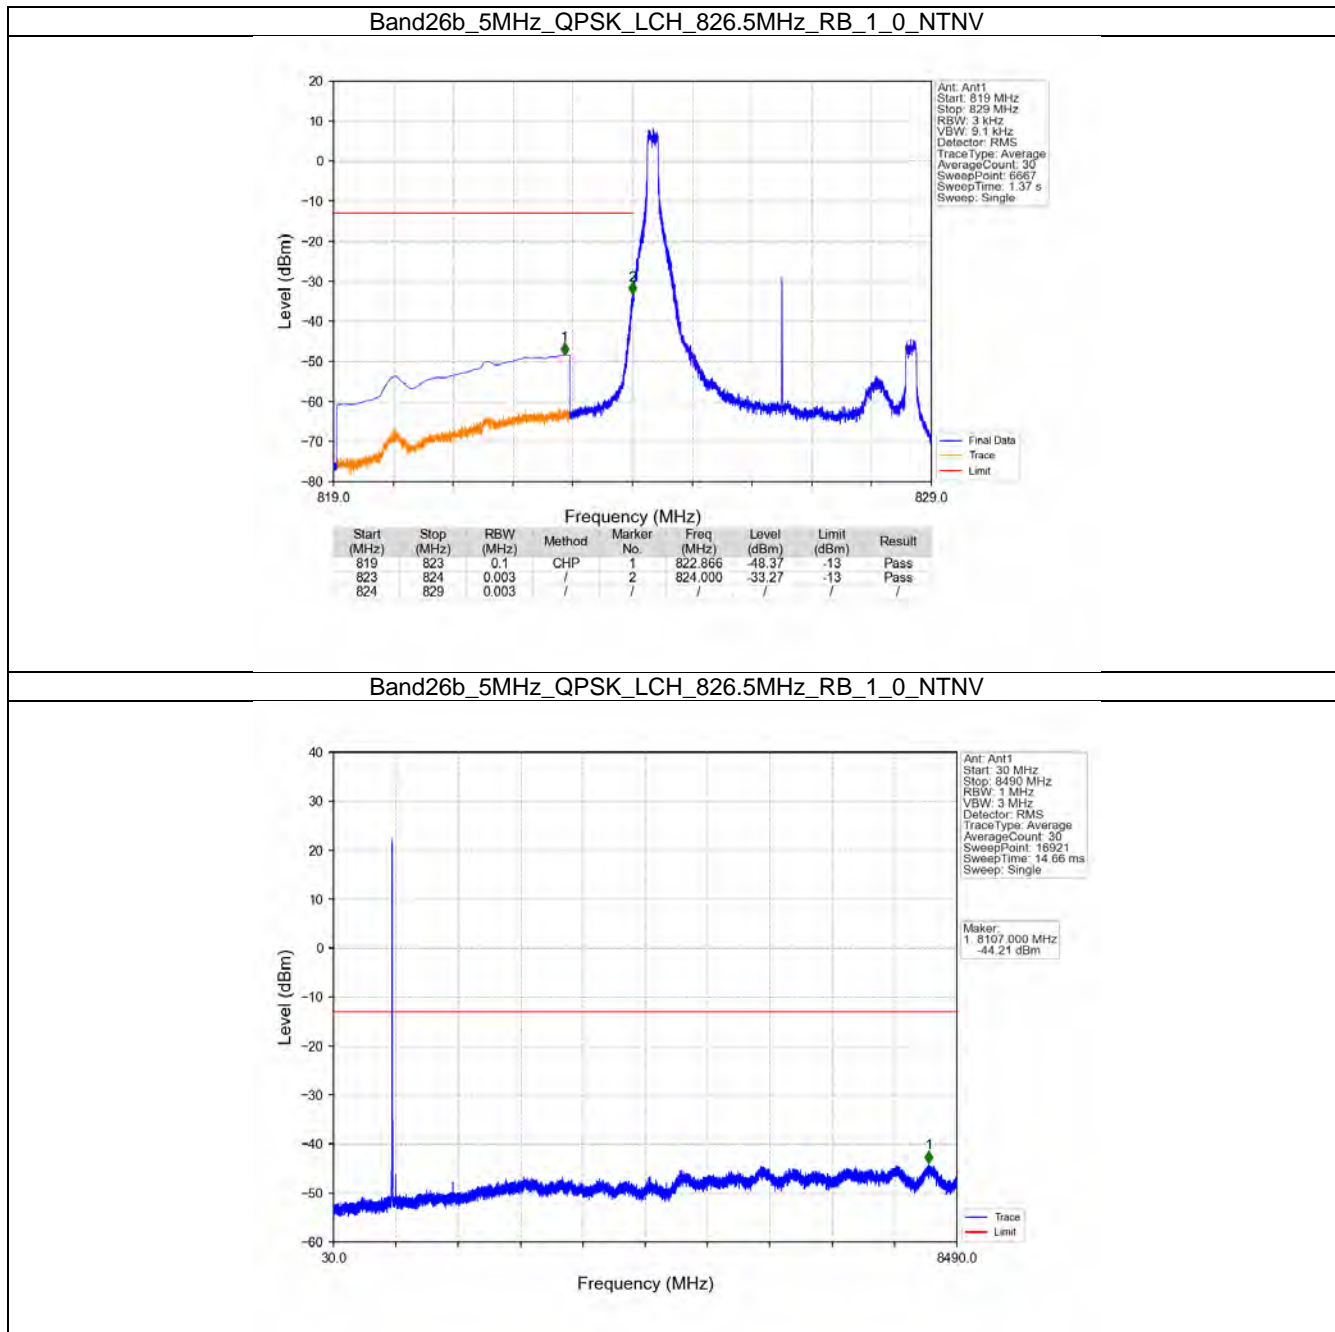 Band26b_5MHz_QPSK_LCH_826.5MHz_RB_1_0_NTNV
20
10
0
−10
−20
−30
−40
−50
−60
−70
−80
Level (dBm)
1
2
819.0
829.0
Frequency (MHz)
Ant: Ant1
Start: 819 MHz
Stop: 829 MHz
RBW: 3 kHz
VBW: 9.1 kHz
Detector: RMS
TraceType: Average
AverageCount: 30
SweepPoint: 6667
SweepTime: 1.37 s
Sweep: Single
Final Data
Trace
Limit
Start (MHz) Stop (MHz) RBW (MHz) Method Marker No. Freq (MHz) Level (dBm) Limit (dBm) Result
819 823 0.1 CHP 1 822.866 -48.37 -13 Pass
823 824 0.003 / 2 824.000 -33.27 -13 Pass
824 829 0.003 / / / / / /
Band26b_5MHz_QPSK_LCH_826.5MHz_RB_1_0_NTNV
40
30
20
10
0
−10
−20
−30
−40
−50
−60
Level (dBm)
1
30.0
8490.0
Frequency (MHz)
Ant: Ant1
Start: 30 MHz
Stop: 8490 MHz
RBW: 1 MHz
VBW: 3 MHz
Detector: RMS
TraceType: Average
AverageCount: 30
SweepPoint: 16921
SweepTime: 14.66 ms
Sweep: Single
Maker:
1. 8107.000 MHz
-44.21 dBm
Trace
Limit